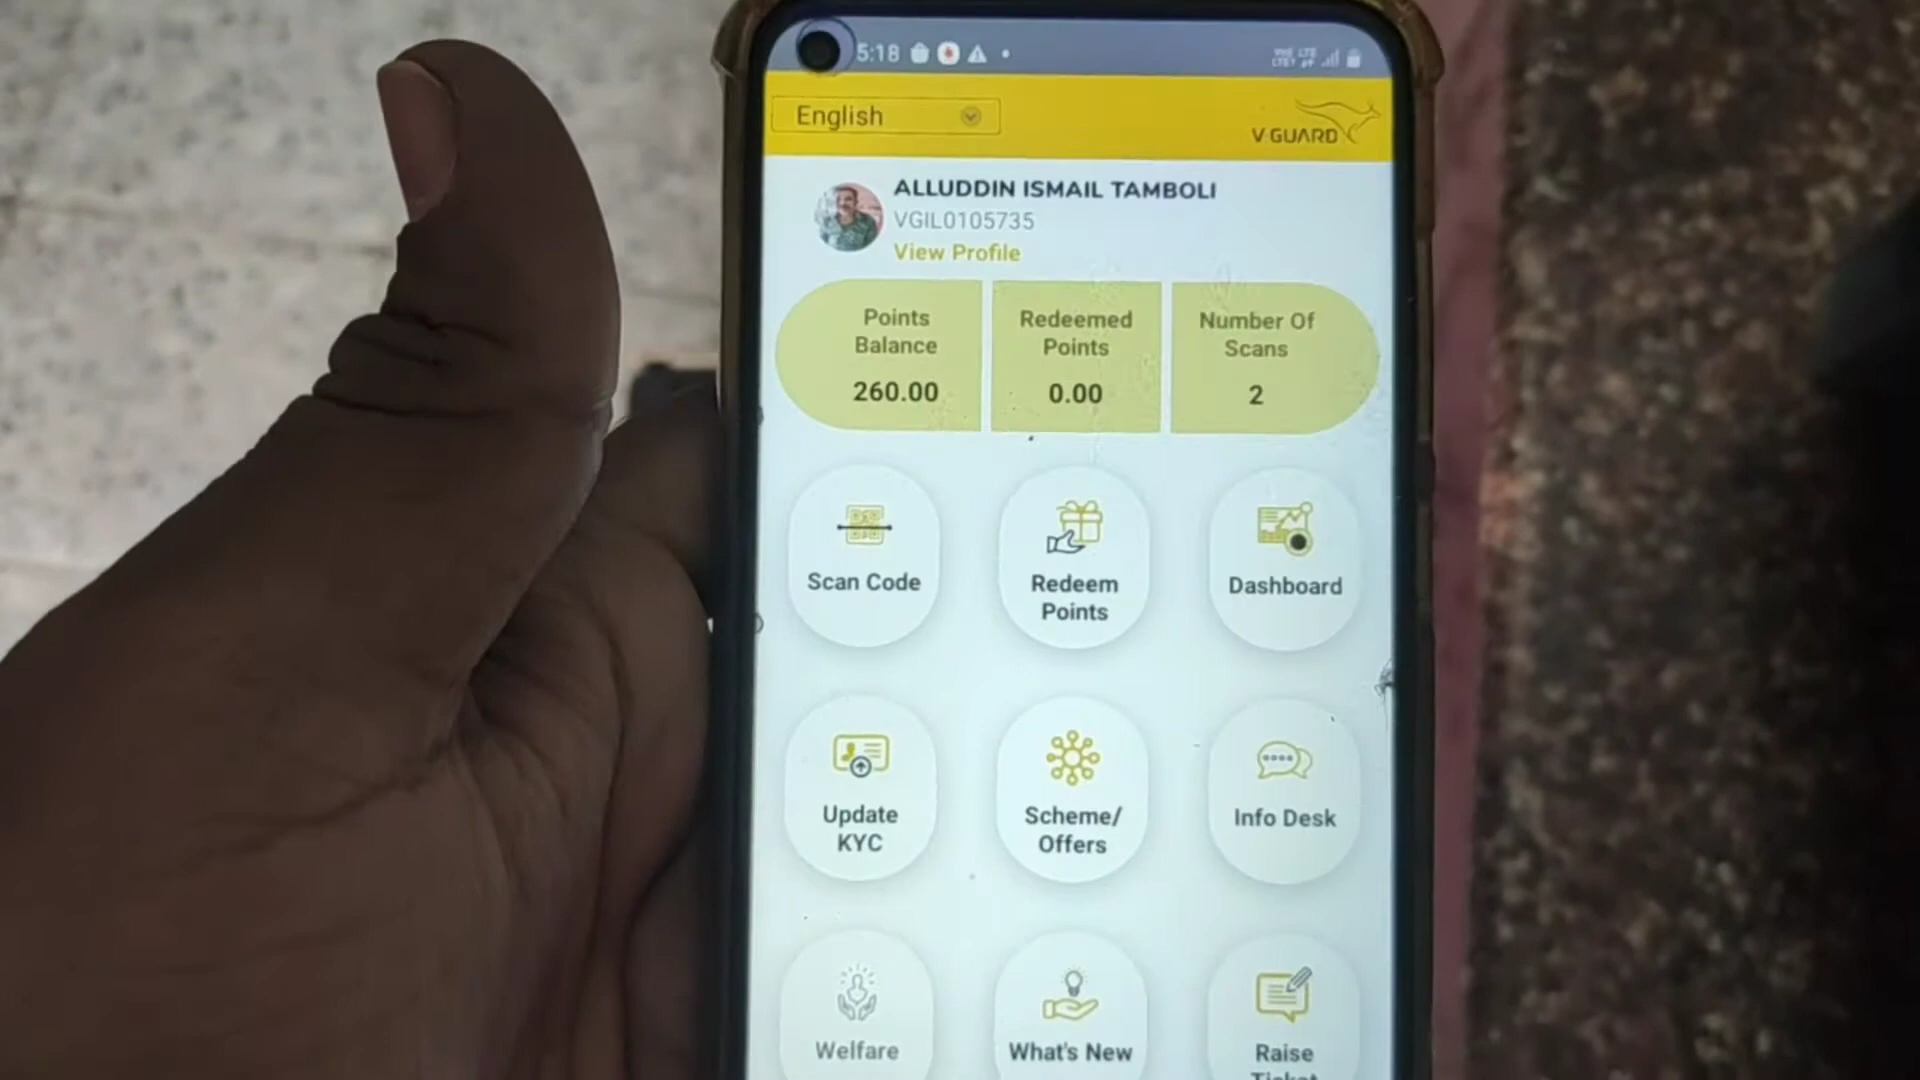 5:18
English
V GUARD
ALLUDDIN ISMAIL TAMBOLI
VGIL0105735
View Profile
Points
Balance
260.00
Redeemed
Points
0.00
Number Of
Scans
2
Scan Code
Redeem
Points
Dashboard
Update
KYC
Scheme/
Offers
Info Desk
Welfare
What's New
Raise
Ticket